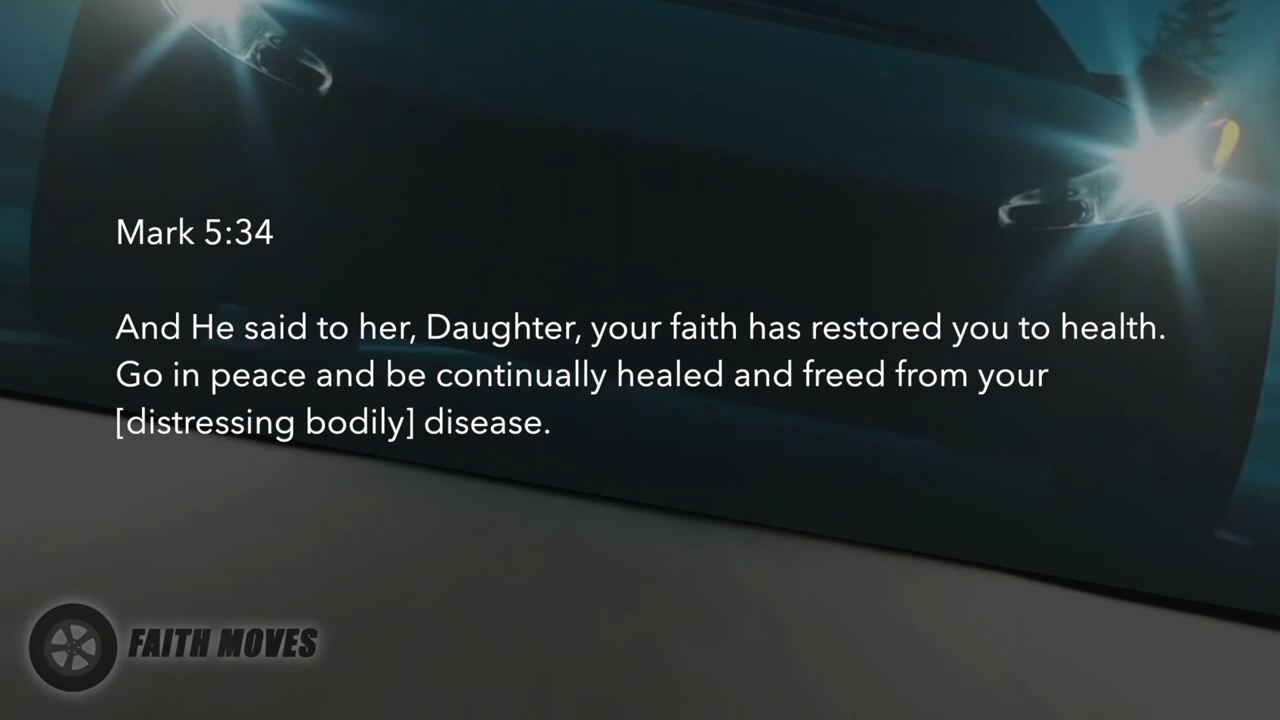 Mark 5:34
And He said to her, Daughter, your faith has restored you to health.
Go in peace and be continually healed and freed from your
[distressing bodily] disease.
FAITH MOVES